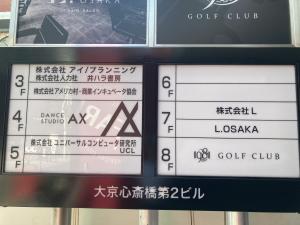 OSAKA
HAIR SALON
GOLF CLUB
3F
株式会社 アイ/プランニング
株式会社人力社 井ハラ書房
株式会社アメリカ村・商業インキュベータ協会
4F
DANCE STUDIO AX
5F
株式会社 ユニバーサルコンピュータ研究所
UCL
6F
7F
株式会社 L
L.OSAKA
8F
GOLF CLUB
大京心斎橋第2ビル